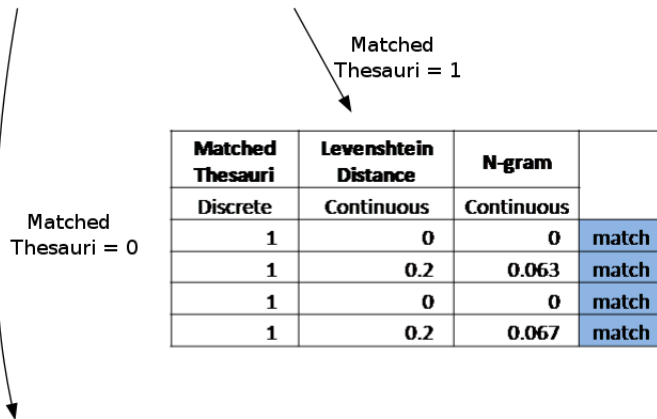 Matched
Thesauri = 1
Matched Thesauri Levenshtein Distance N-gram
Discrete Continuous Continuous
1 0 0 match
1 0.2 0.063 match
1 0 0 match
1 0.2 0.067 match
Matched
Thesauri = 0